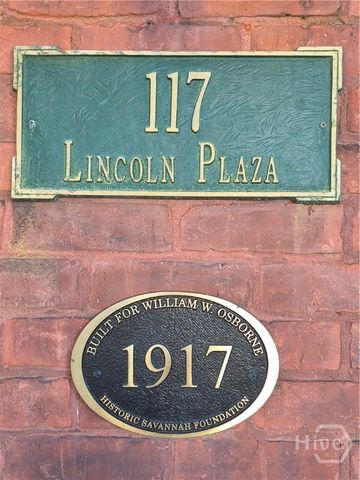 117
LINCOLN PLAZA
BUILT FOR WILLIAM W. OSBORNE
1917
HISTORIC SAVANNAH FOUNDATION
Hive